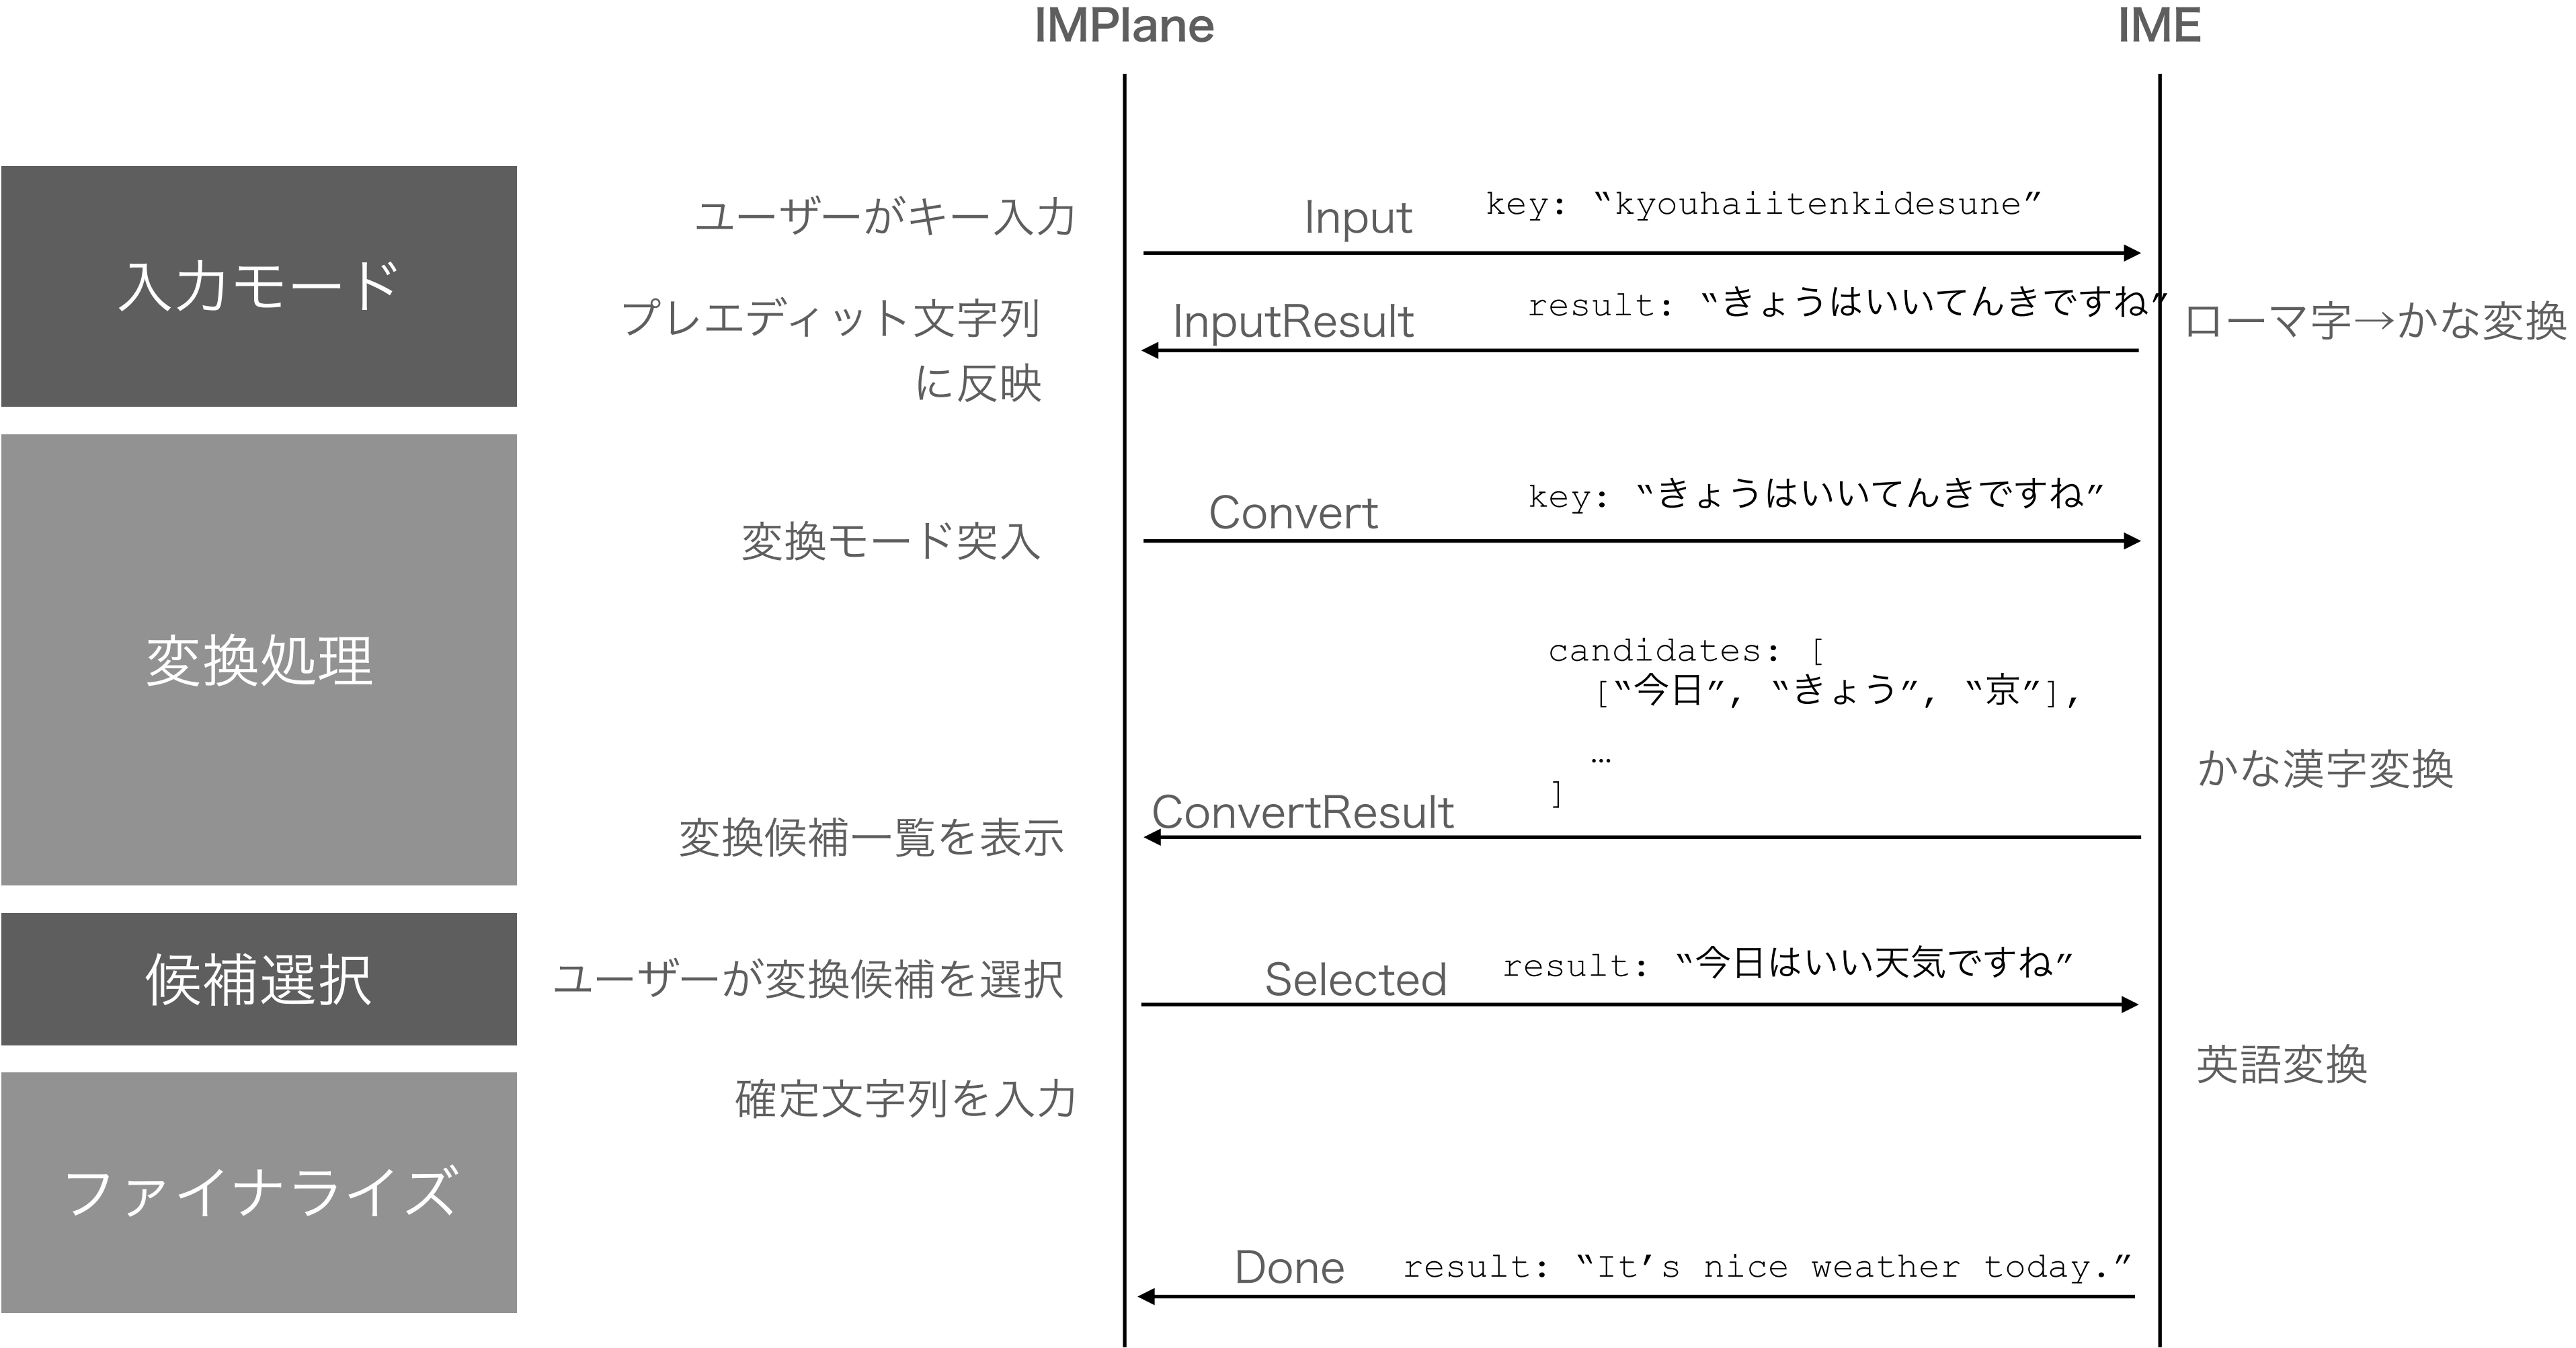 IMPlane
IME
入力モード
ユーザーがキー入力
Input
key: “kyouhaiitenkidesune”
プレエディット文字列
に反映
InputResult
result: “きょうはいいてんきですね”
ローマ字→かな変換
変換処理
変換モード突入
Convert
key: “きょうはいいてんきですね”
candidates: [
[“今日”, “きょう”, “京”],
…
]
かな漢字変換
変換候補一覧を表示
ConvertResult
候補選択
ユーザーが変換候補を選択
Selected
result: “今日はいい天気ですね”
英語変換
ファイナライズ
確定文字列を入力
Done
result: “It’s nice weather today.”